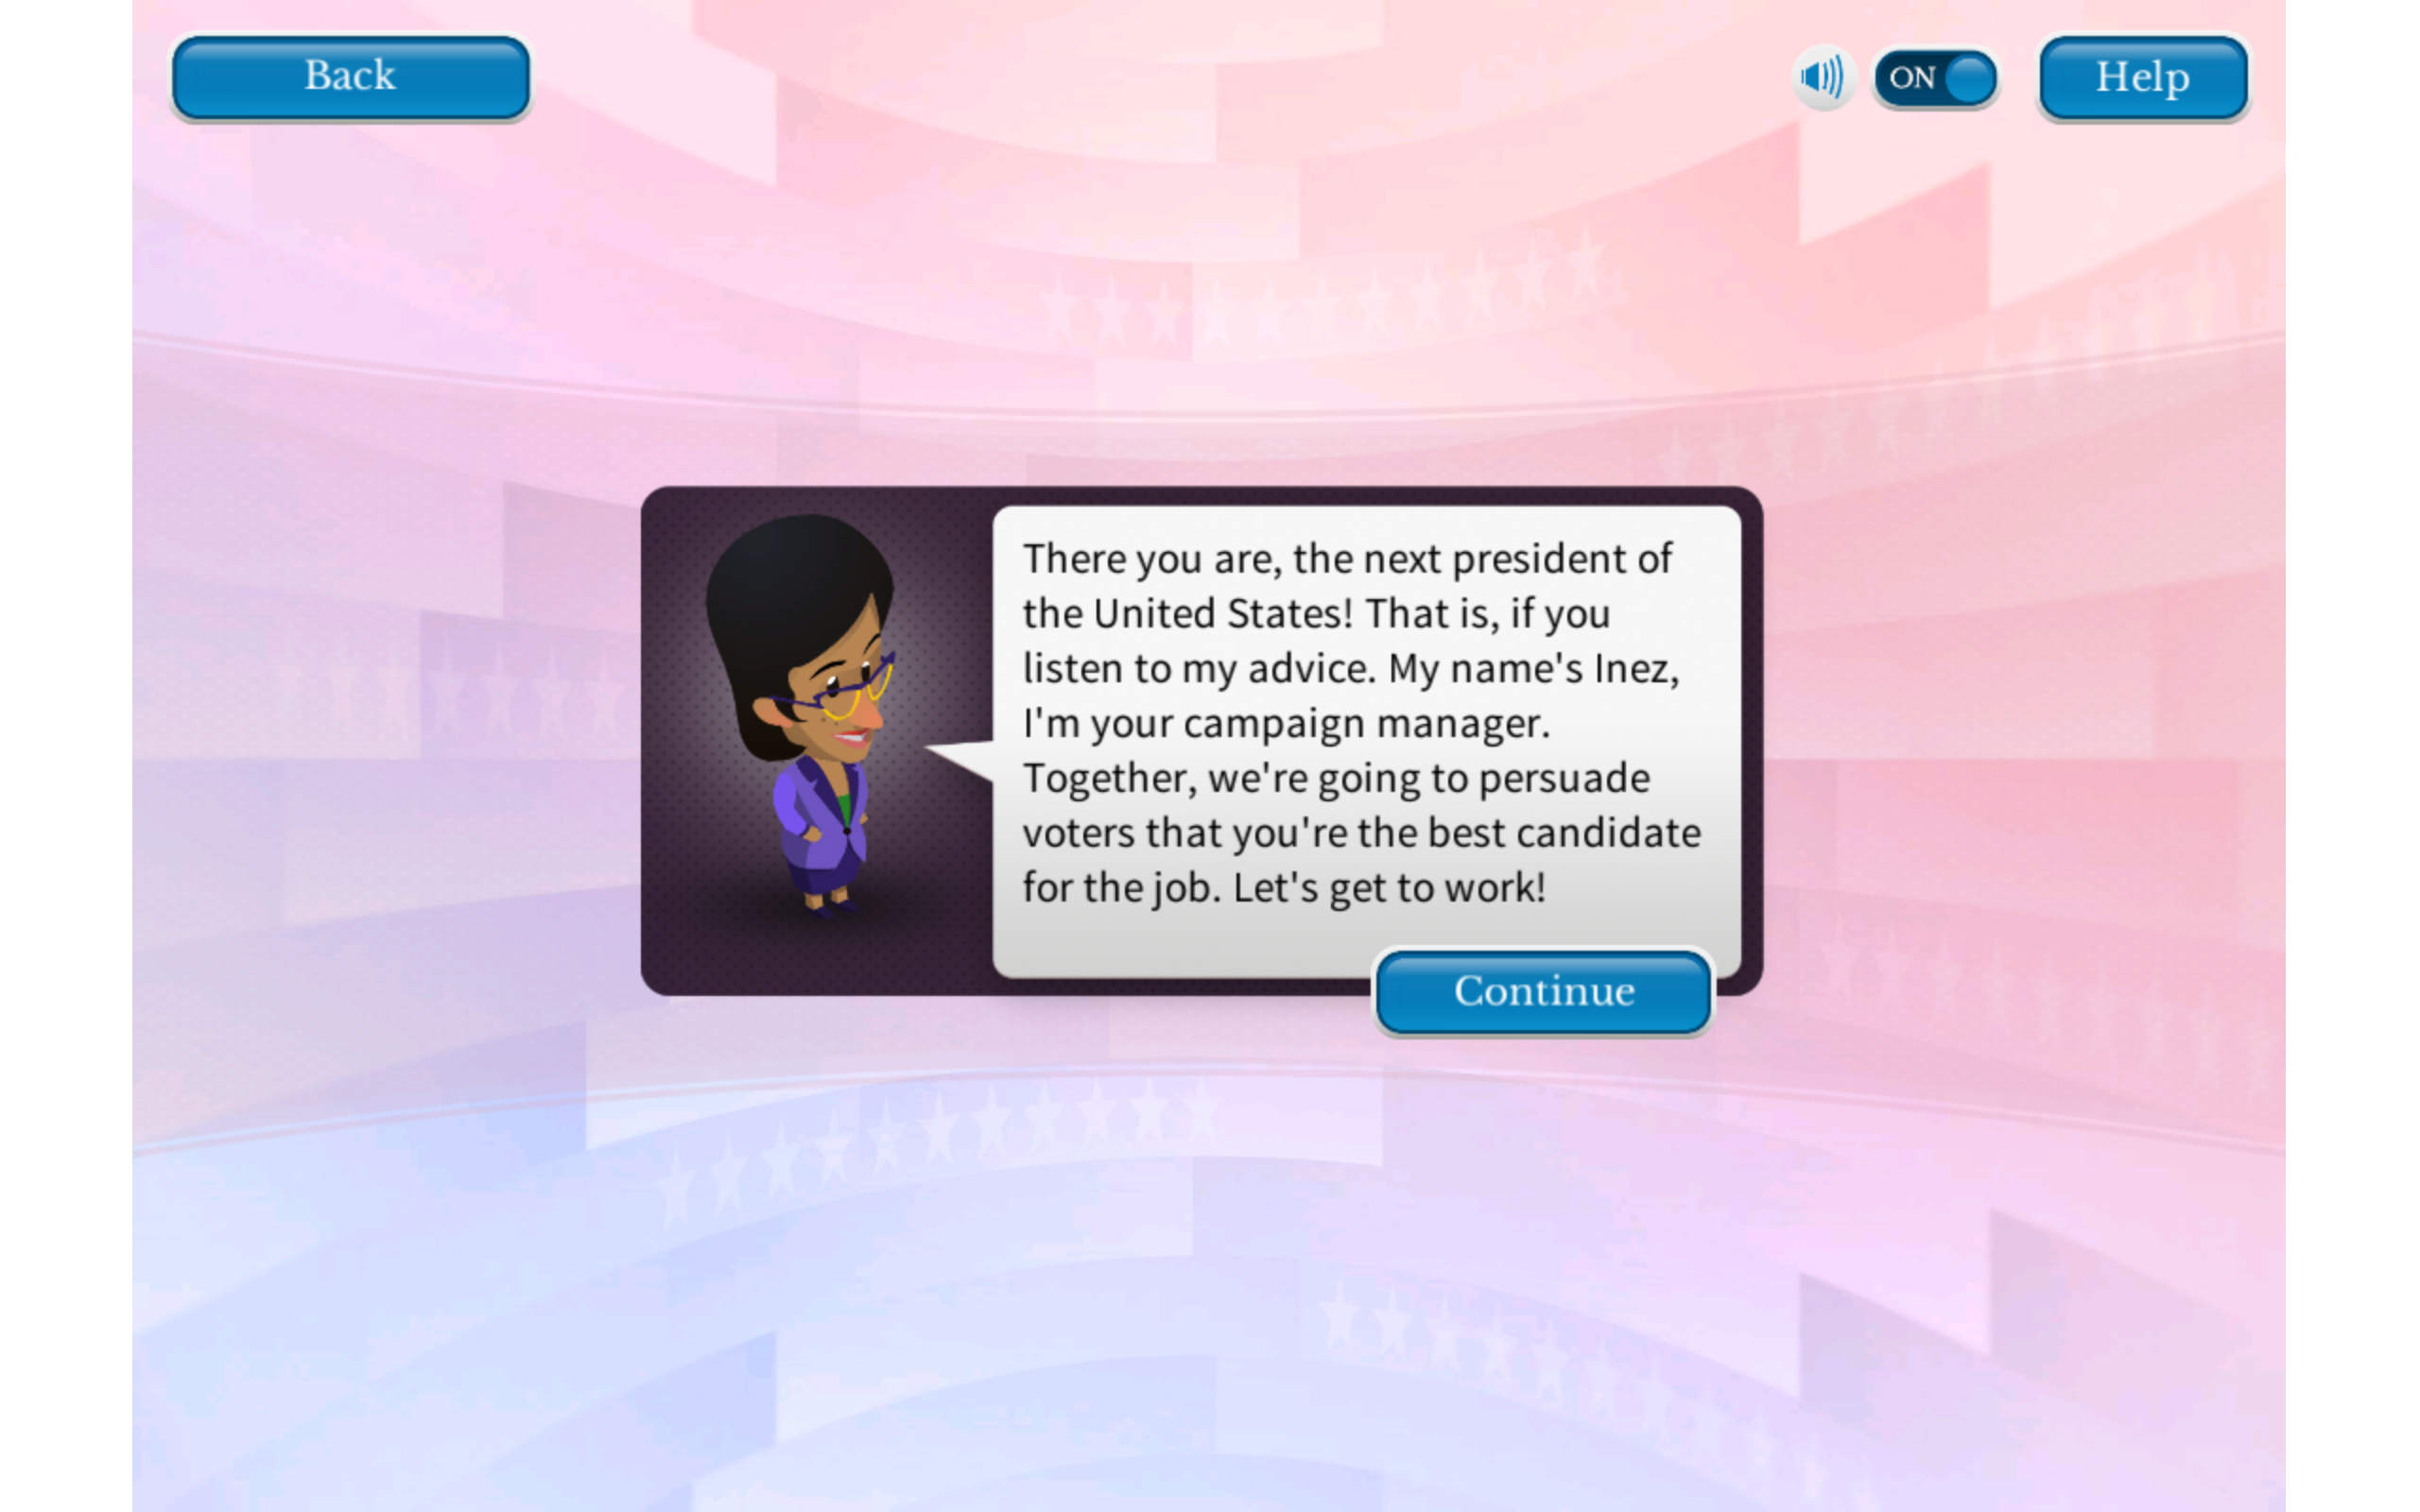 Back
ON
Help
There you are, the next president of
the United States! That is, if you
listen to my advice. My name's Inez,
I'm your campaign manager.
Together, we're going to persuade
voters that you're the best candidate
for the job. Let's get to work!
Continue